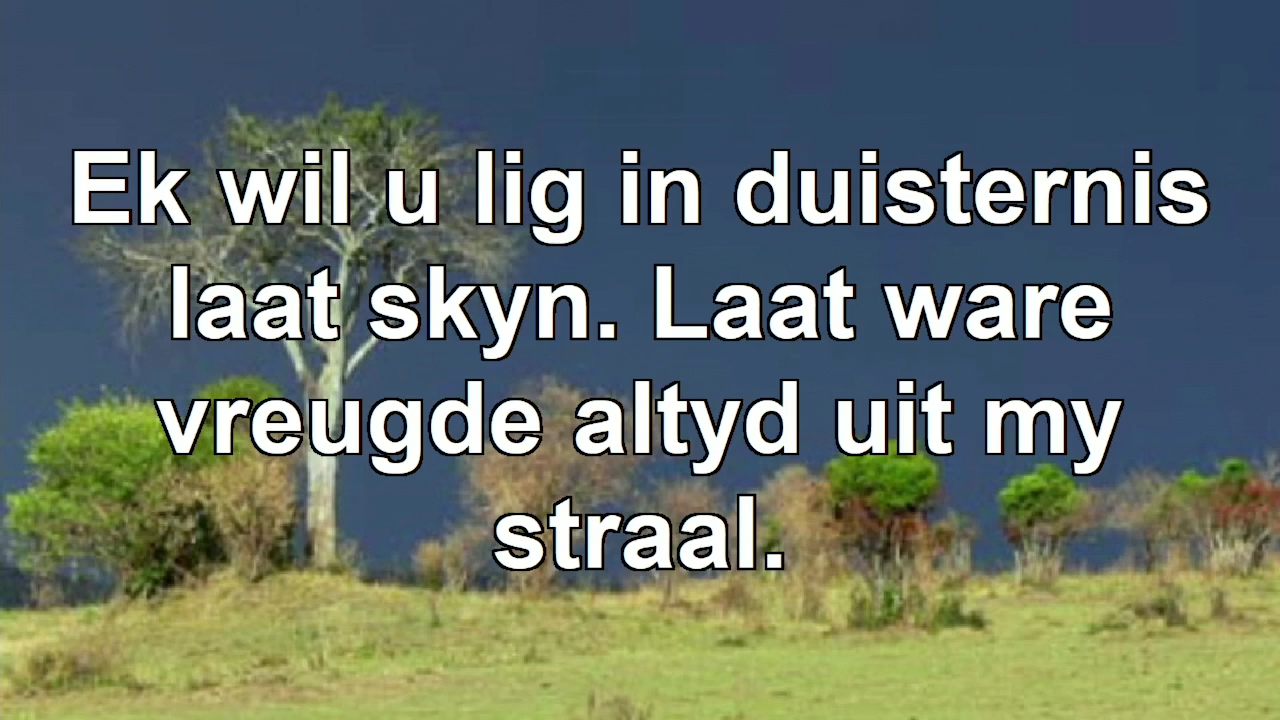 Ek wil u lig in duisternis
laat skyn. Laat ware
vreugde altyd uit my
straal.